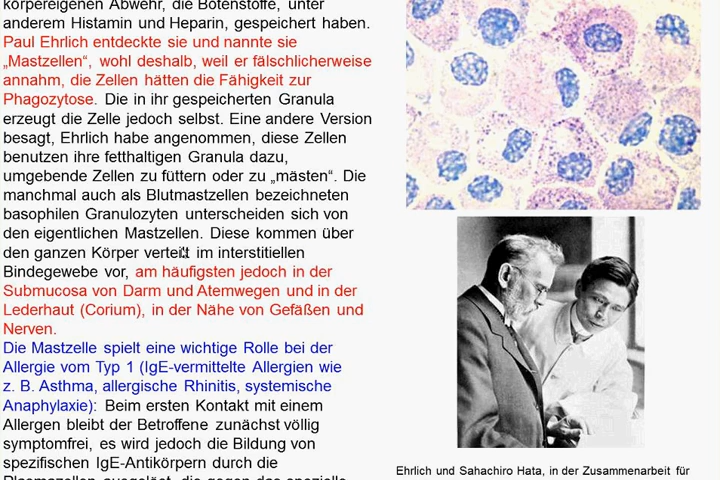 körpereigenen Abwehr, die Botenstoffe, unter
anderem Histamin und Heparin, gespeichert haben.
Paul Ehrlich entdeckte sie und nannte sie
„Mastzellen“, wohl deshalb, weil er fälschlicherweise
annahm, die Zellen hätten die Fähigkeit zur
Phagozytose. Die in ihr gespeicherten Granula
erzeugt die Zelle jedoch selbst. Eine andere Version
besagt, Ehrlich habe angenommen, diese Zellen
benutzen ihre fetthaltigen Granula dazu,
umgebende Zellen zu füttern oder zu „mästen“. Die
manchmal auch als Blutmastzellen bezeichneten
basophilen Granulozyten unterscheiden sich von
den eigentlichen Mastzellen. Diese kommen über
den ganzen Körper verteilt im interstitiellen
Bindegewebe vor, am häufigsten jedoch in der
Submucosa von Darm und Atemwegen und in der
Lederhaut (Corium), in der Nähe von Gefäßen und
Nerven.
Die Mastzelle spielt eine wichtige Rolle bei der
Allergie vom Typ 1 (IgE-vermittelte Allergien wie
z. B. Asthma, allergische Rhinitis, systemische
Anaphylaxie): Beim ersten Kontakt mit einem
Allergen bleibt der Betroffene zunächst völlig
symptomfrei, es wird jedoch die Bildung von
spezifischen IgE-Antikörpern durch die
Plasmazellen ausgelöst, die gegen das spezielle
Ehrlich und Sahachiro Hata, in der Zusammenarbeit für